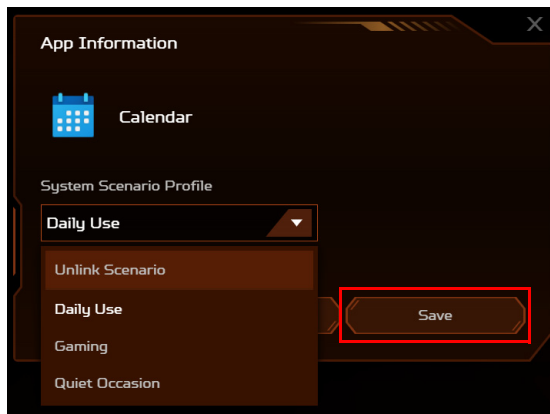 App Information
Calendar
System Scenario Profile
Daily Use
Unlink Scenario
Daily Use
Gaming
Quiet Occasion
Save